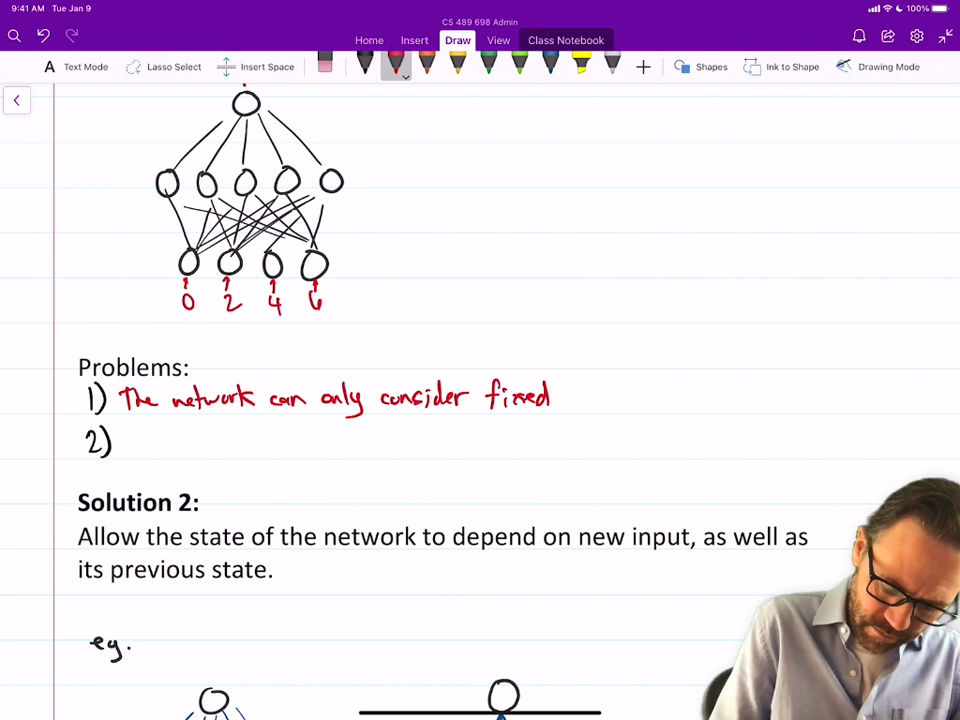 9:41 AM Tue Jan 9
100%
CS 489 698 Admin
Home Insert Draw View Class Notebook
A Text Mode Lasso Select Insert Space Shapes Ink to Shape Drawing Mode
0 2 4 6
Problems:
1) The network can only consider fixed
2)
Solution 2:
Allow the state of the network to depend on new input, as well as
its previous state.
eg.